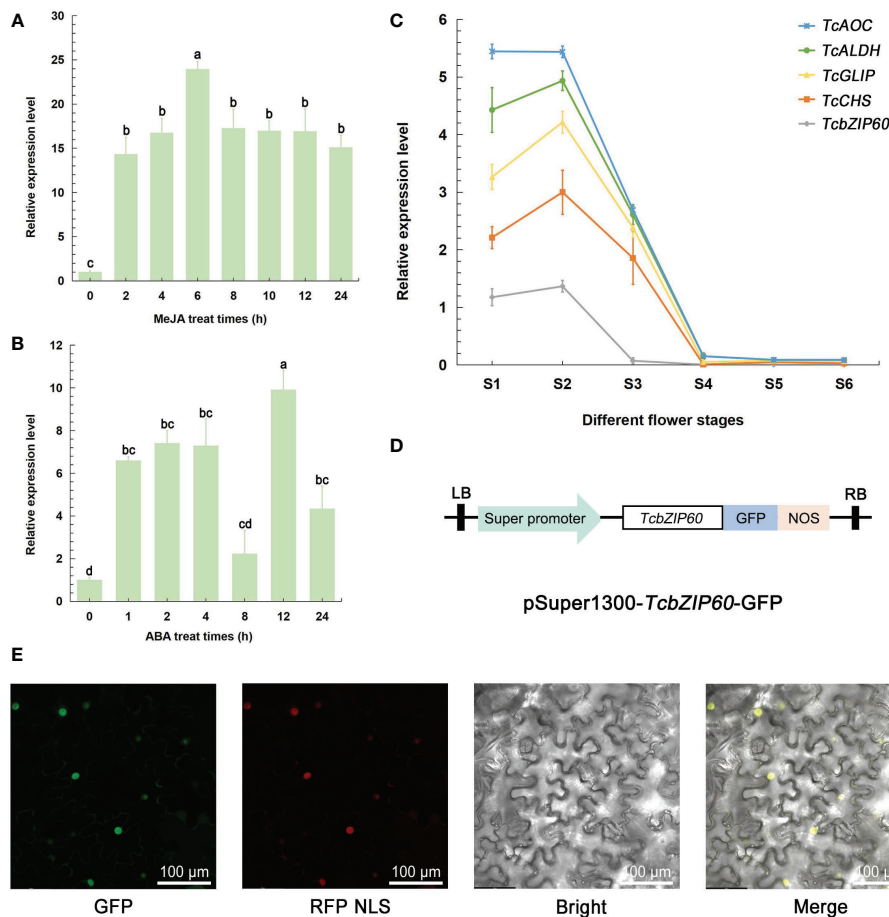 A
Relative expression level
30
25
20
15
10
5
0
c
b
b
a
b
b
b
b
0 2 4 6 8 10 12 24
MeJA treat times (h)
B
Relative expression level
12
10
8
6
4
2
0
d
bc
bc
bc
cd
a
bc
0 1 2 4 8 12 24
ABA treat times (h)
C
Relative expression level
6
5
4
3
2
1
0
TcAOC
TcALDH
TcGLIP
TcCHS
TcbZIP60
S1 S2 S3 S4 S5 S6
Different flower stages
D
LB
Super promoter
TcbZIP60
GFP
NOS
RB
pSuper1300-TcbZIP60-GFP
E
100 µm
100 µm
100 µm
100 µm
GFP
RFP NLS
Bright
Merge